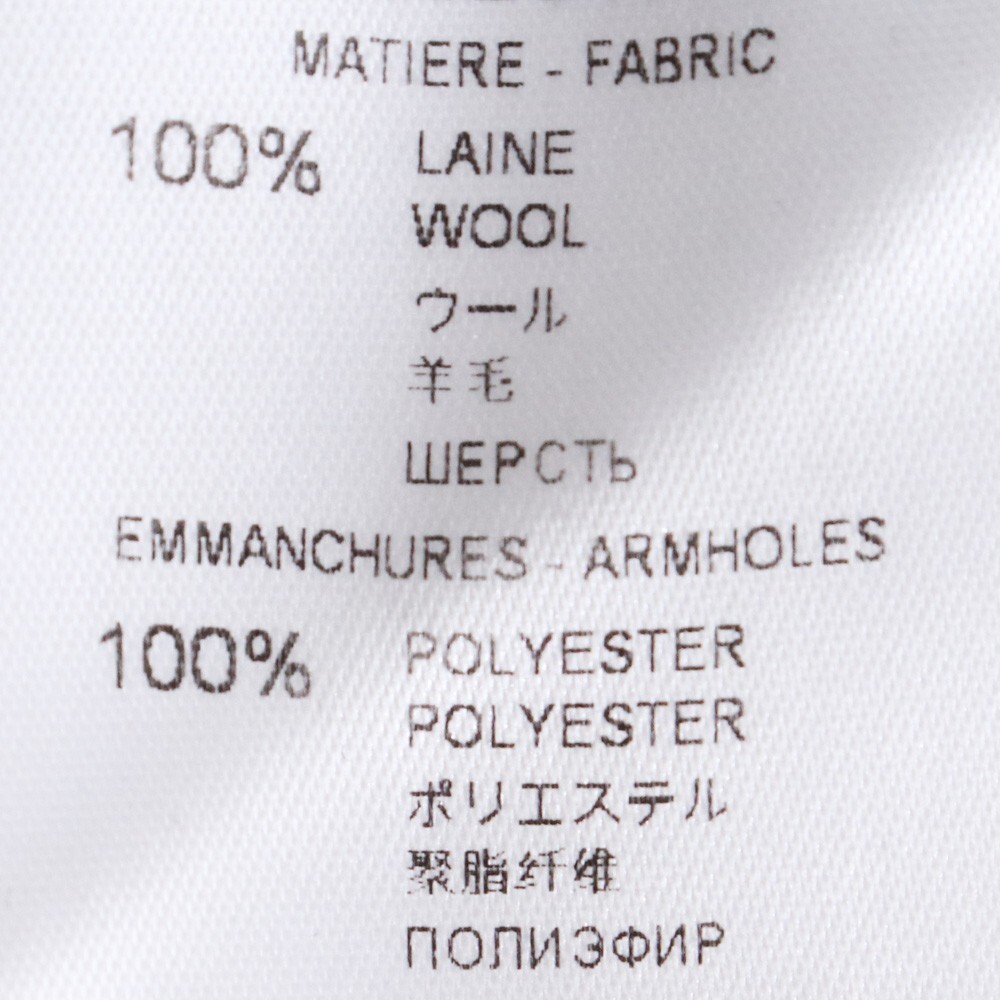 MATIERE - FABRIC
100% LAINE
WOOL
ウール
羊毛
ШЕРСТЬ
EMMANCHURES - ARMHOLES
100% POLYESTER
POLYESTER
ポリエステル
聚脂纤维
ПОЛИЭФИР